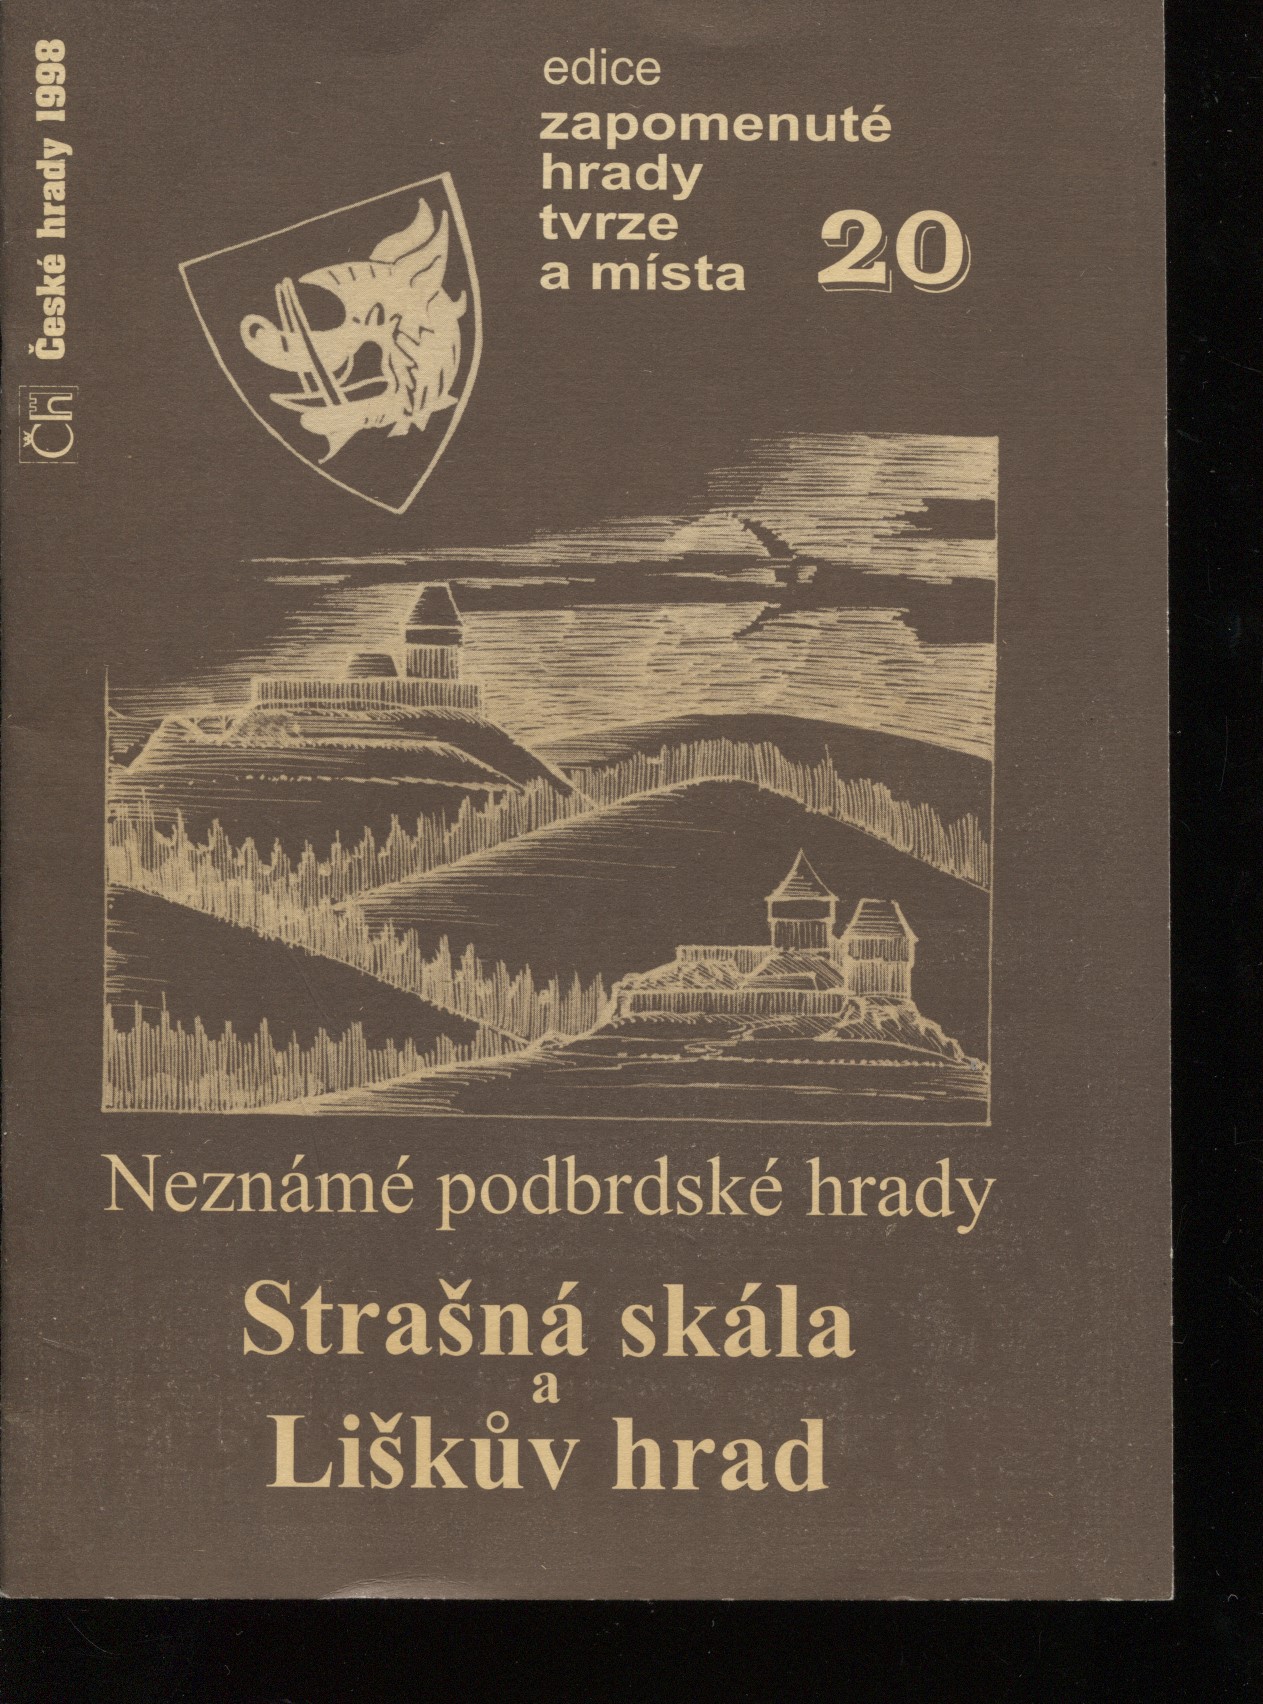 Čh České hrady 1998
edice
zapomenuté
hrady
tvrze
a místa 20
Neznámé podbrdské hrady
Strašná skála
a
Liškův hrad